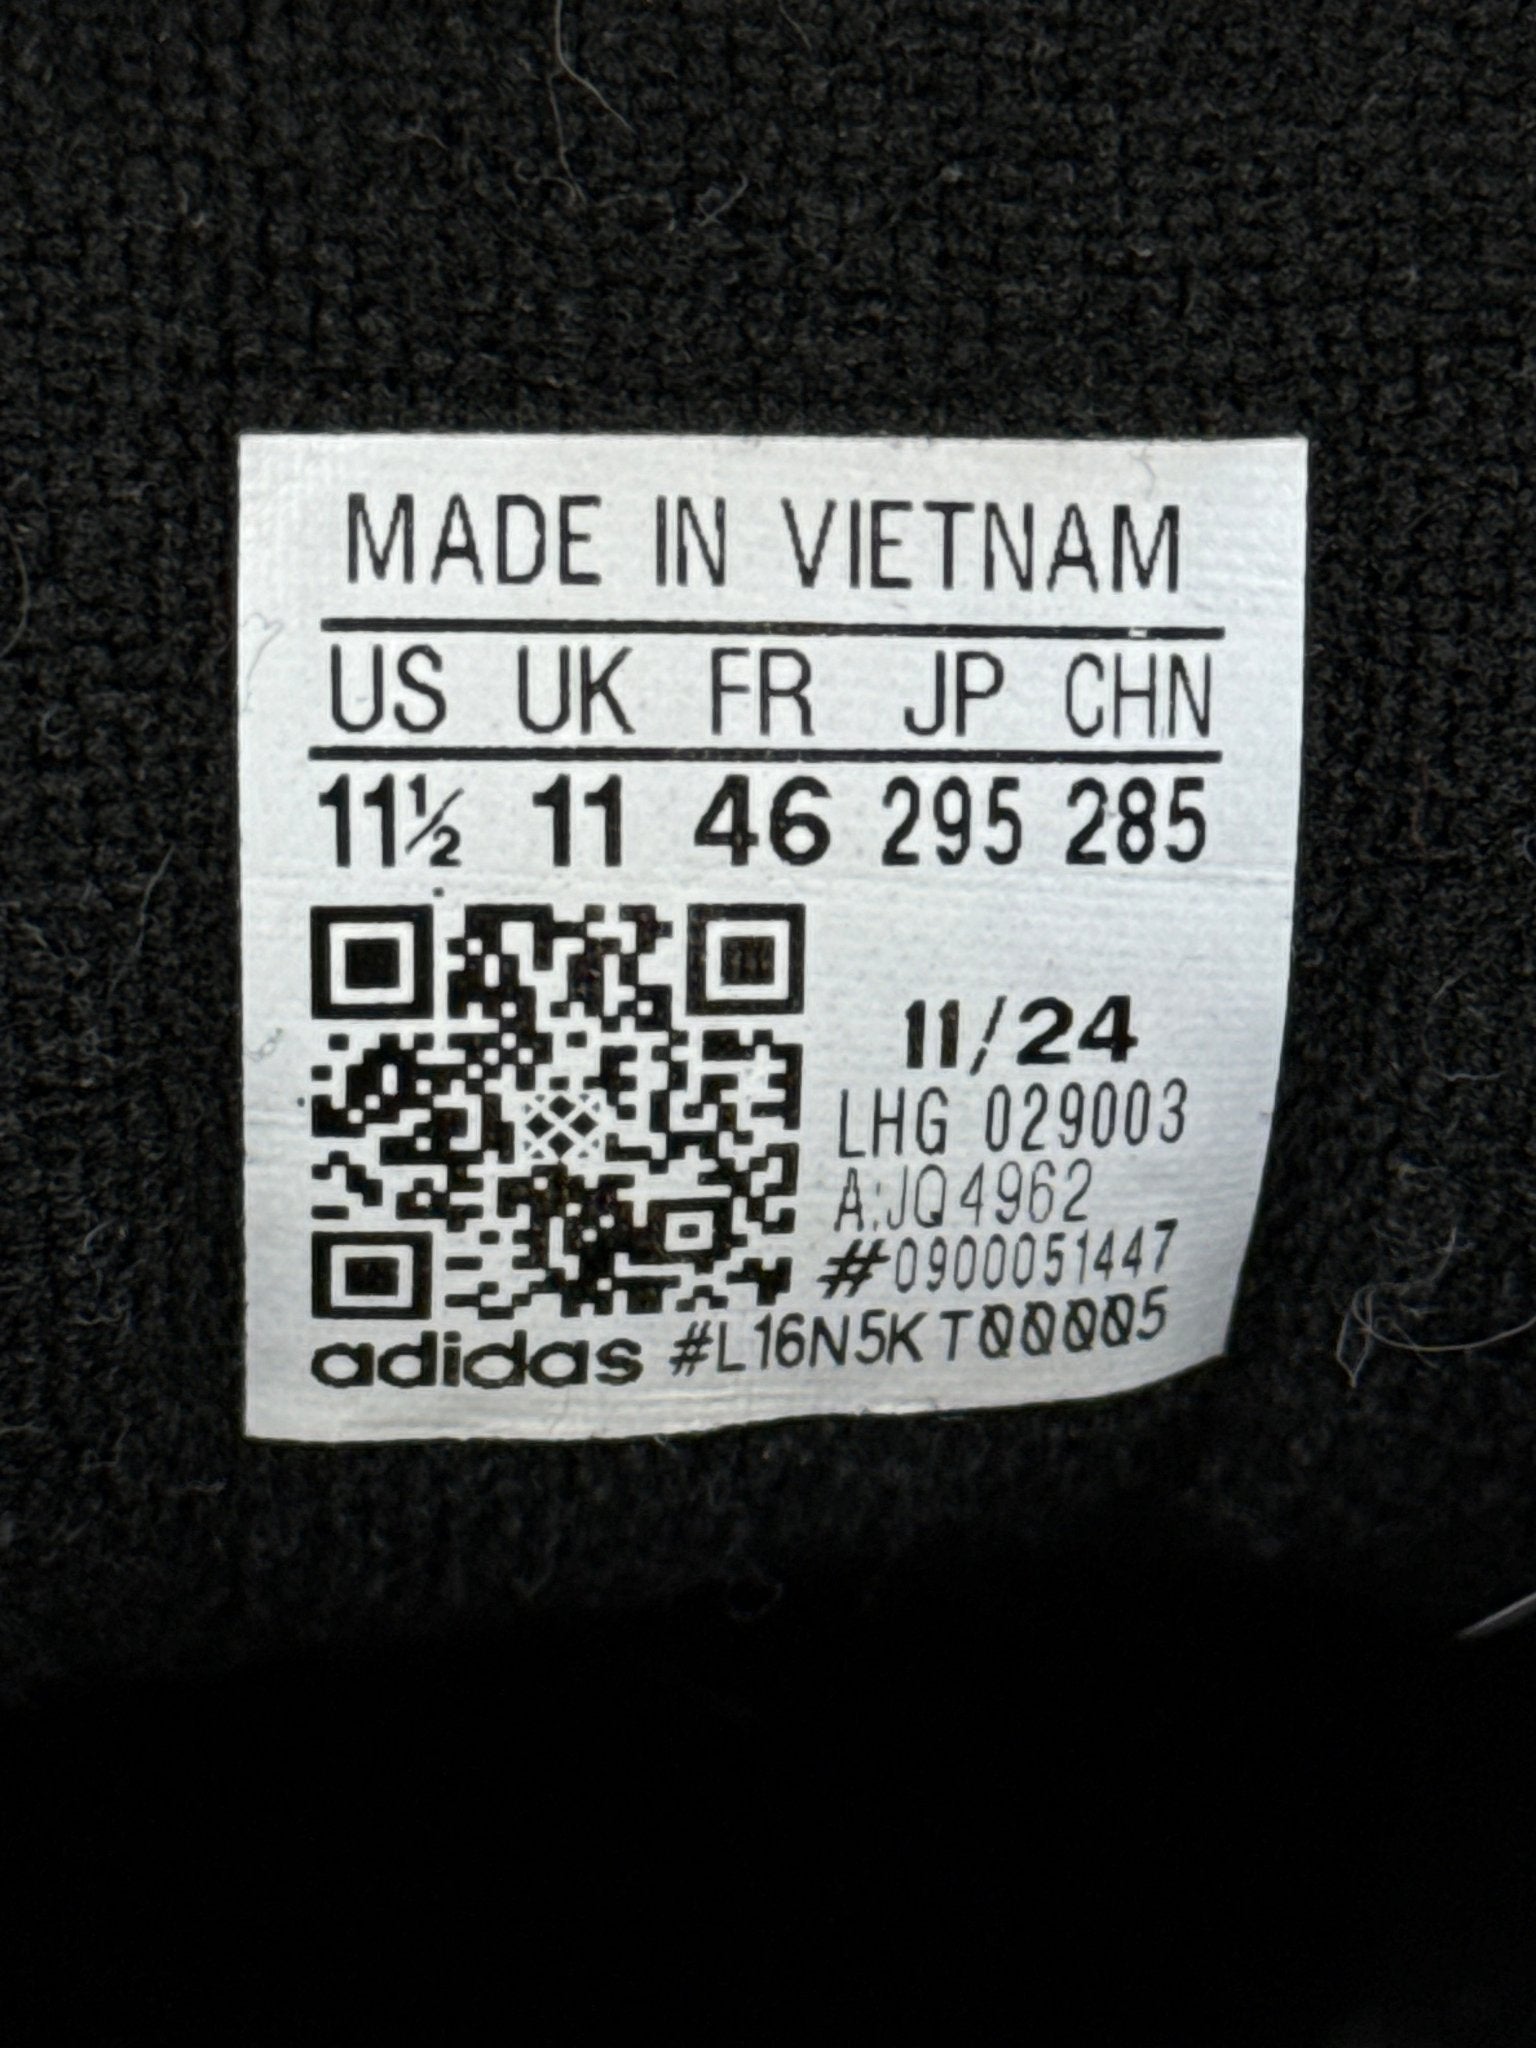 MADE IN VIETNAM
US UK FR JP CHN
11½ 11 46 295 285
11/24
LHG 029003
A:JQ4962
#0900051447
adidas #L16N5KT00005